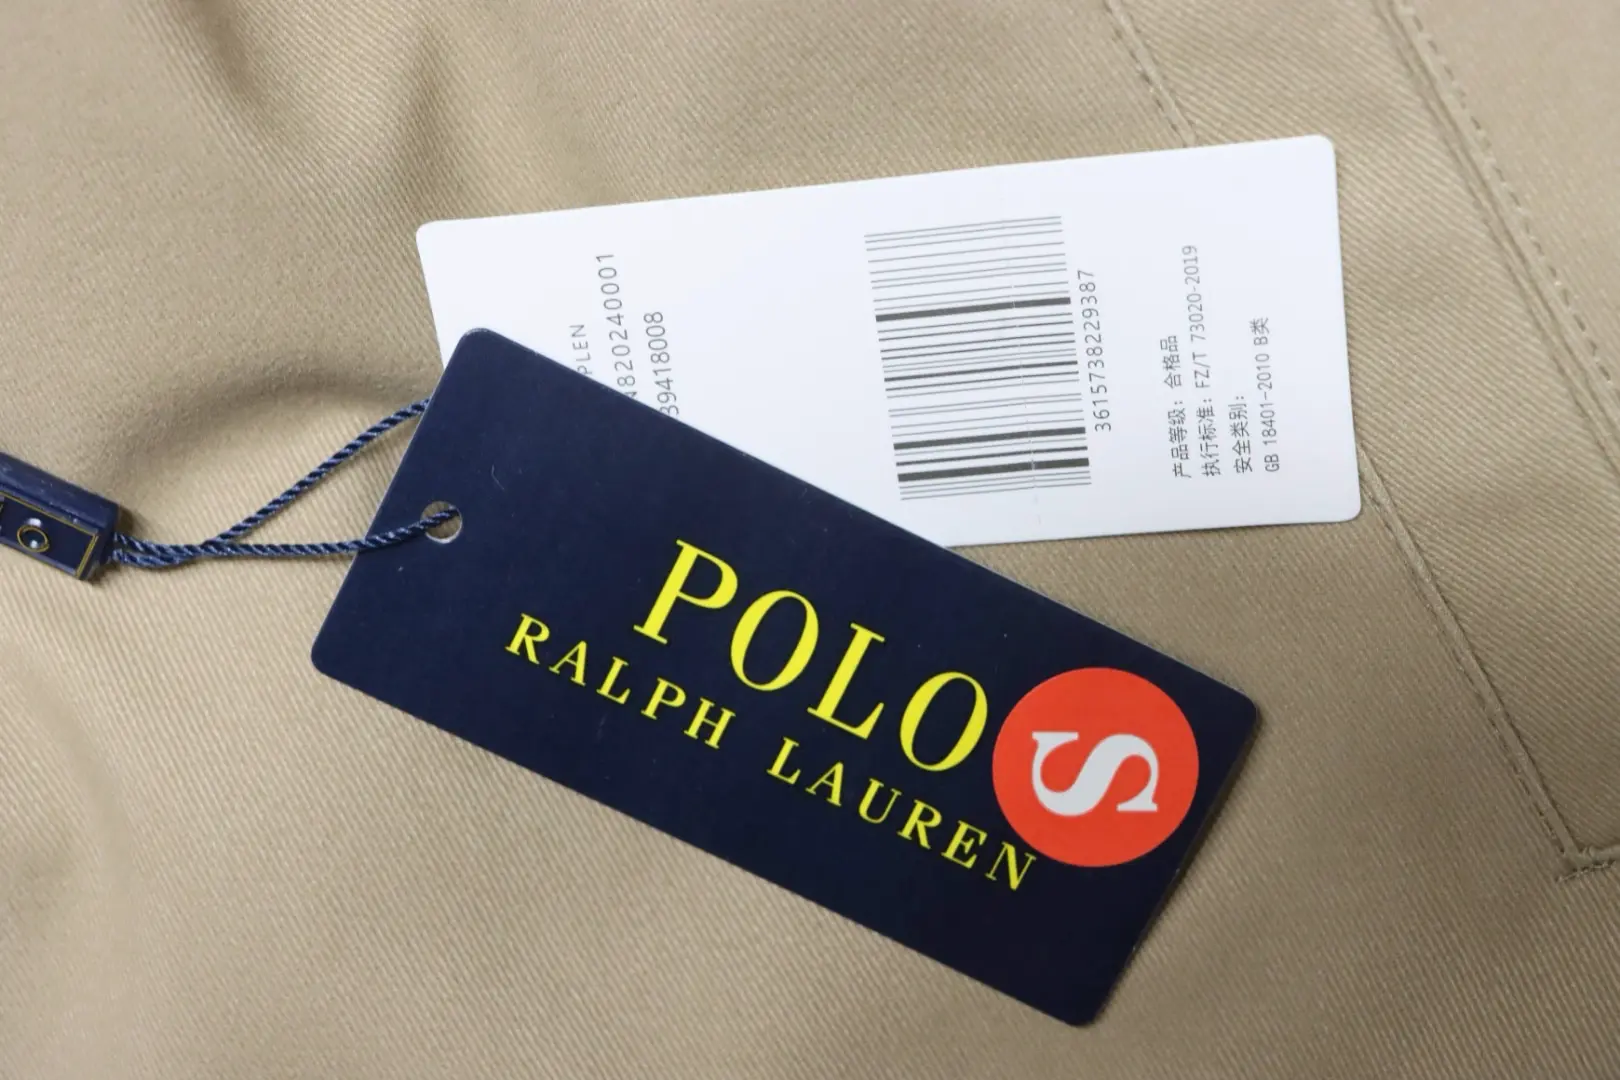 POLO
RALPH LAUREN
S
PLEN
820240001
39418008
3615738229387
产品等级: 合格品
执行标准: FZ/T 73020-2019
安全类别:
GB 18401-2010 B类